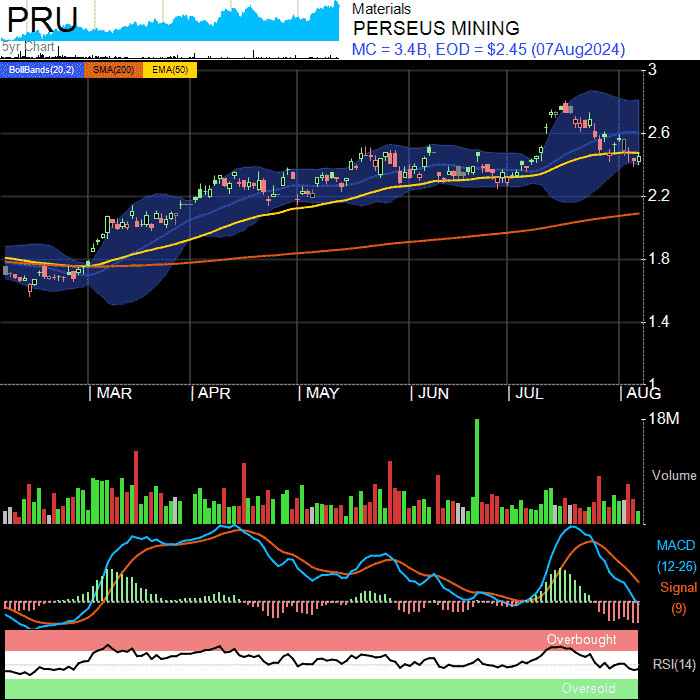 PRU
5yr Chart
Materials
PERSEUS MINING
MC = 3.4B, EOD = $2.45 (07Aug2024)
BollBands(20,2) SMA(200) EMA(50)
3
2.6
2.2
1.8
1.4
1
| MAR | APR | MAY | JUN | JUL | AUG
18M
Volume
MACD
(12-26)
Signal
(9)
Overbought
RSI(14)
Oversold